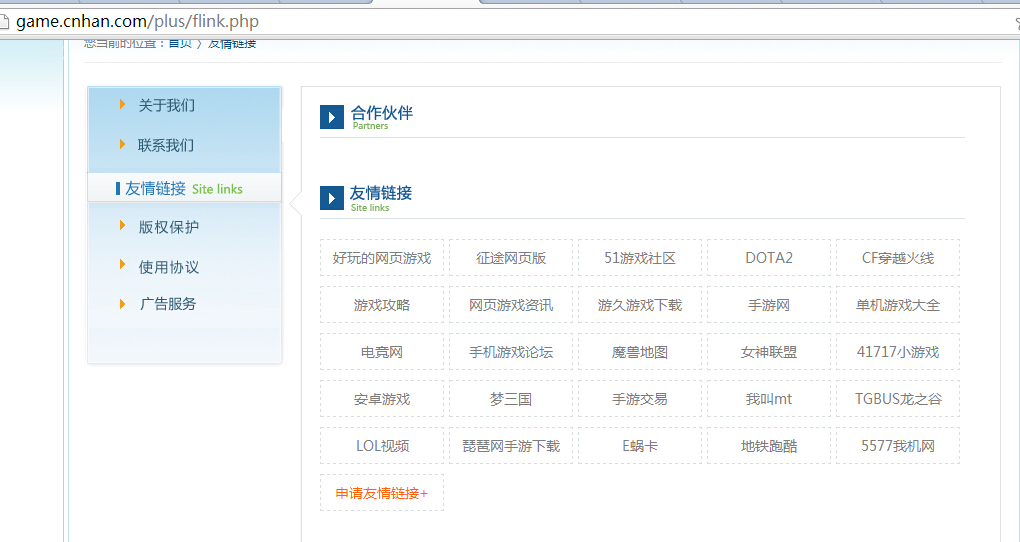 game.cnhan.com/plus/flink.php
您当前的位置：首页 〉 友情链接
关于我们
联系我们
友情链接 Site links
版权保护
使用协议
广告服务
合作伙伴
Partners
友情链接
Site links
好玩的网页游戏 征途网页版 51游戏社区 DOTA2 CF穿越火线
游戏攻略 网页游戏资讯 游久游戏下载 手游网 单机游戏大全
电竞网 手机游戏论坛 魔兽地图 女神联盟 41717小游戏
安卓游戏 梦三国 手游交易 我叫mt TGBUS龙之谷
LOL视频 琵琶网手游下载 E蜗卡 地铁跑酷 5577我机网
申请友情链接+